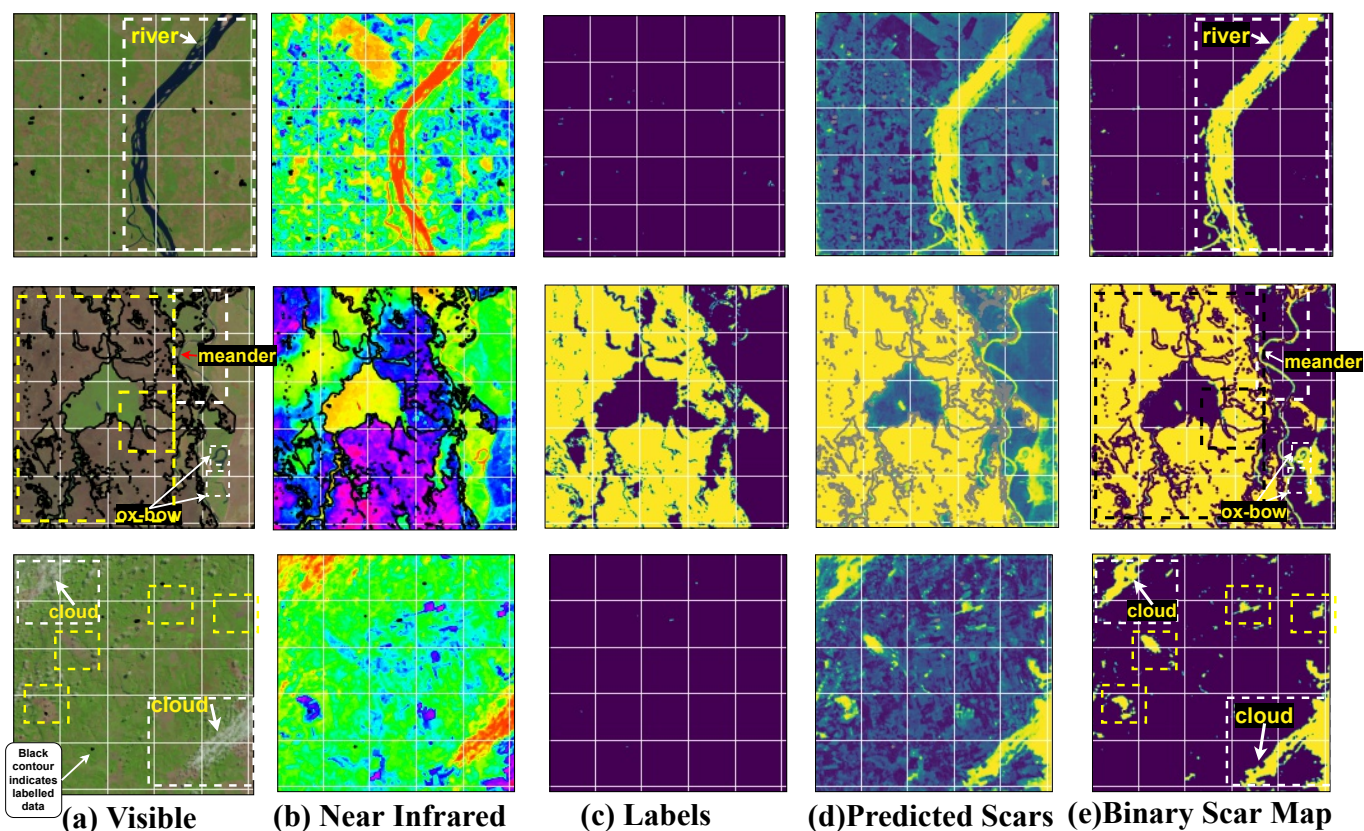 river
river
meander
meander
ox-bow
ox-bow
cloud
cloud
cloud
cloud
Black
contour
indicates
labelled
data
(a) Visible
(b) Near Infrared
(c) Labels
(d)Predicted Scars
(e)Binary Scar Map